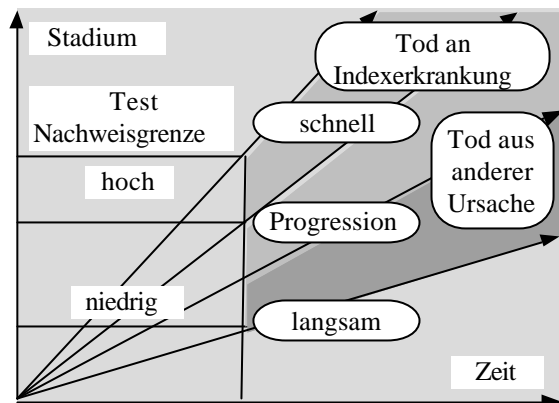 Stadium
Tod an
Indexerkrankung
Test
Nachweisgrenze
schnell
Tod aus
anderer
Ursache
hoch
Progression
niedrig
langsam
Zeit